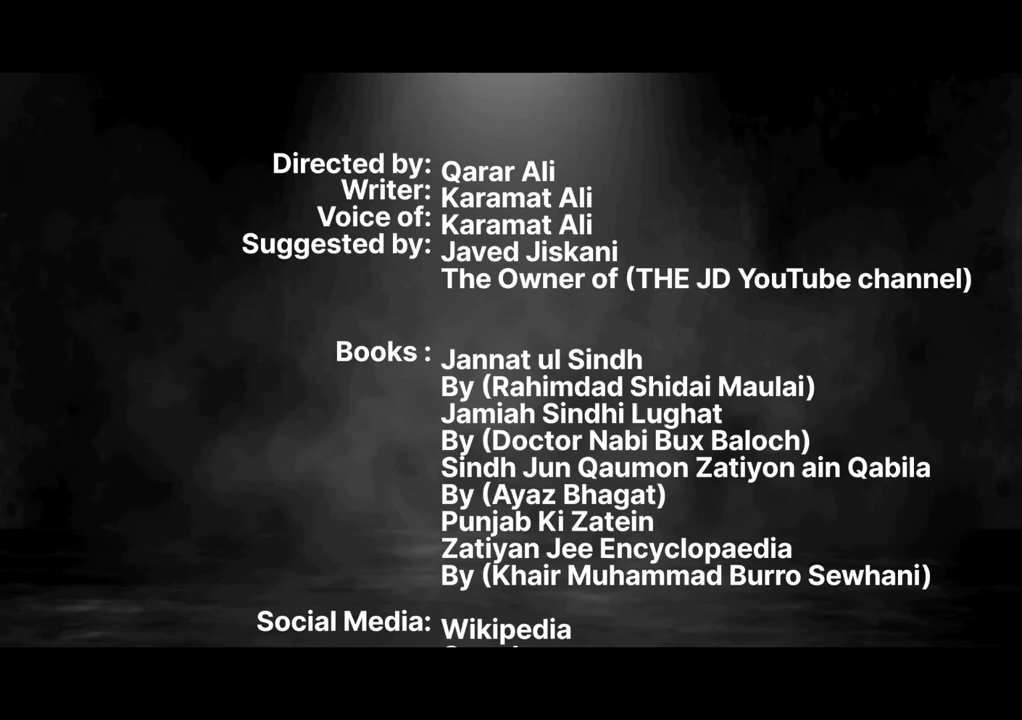 Directed by: Qarar Ali
Writer: Karamat Ali
Voice of: Karamat Ali
Suggested by: Javed Jiskani
The Owner of (THE JD YouTube channel)
Books : Jannat ul Sindh
By (Rahimdad Shidai Maulai)
Jamiah Sindhi Lughat
By (Doctor Nabi Bux Baloch)
Sindh Jun Qaumon Zatiyon ain Qabila
By (Ayaz Bhagat)
Punjab Ki Zatein
Zatiyan Jee Encyclopaedia
By (Khair Muhammad Burro Sewhani)
Social Media: Wikipedia